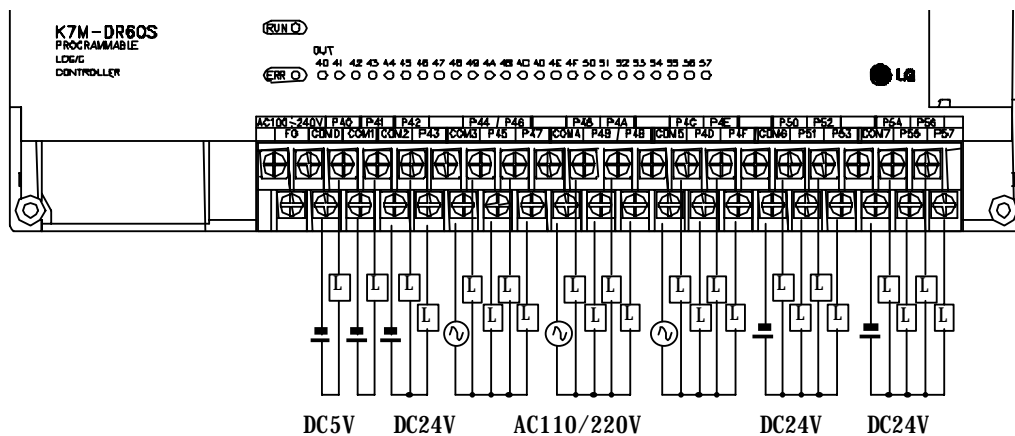 K7M-DR60S
PROGRAMMABLE
LOGIC
CONTROLLER
RUN
OUT
40 41 42 43 44 45 46 47 48 49 4A 4B 4C 4D 4E 4F 50 51 52 53 54 55 56 57
ERR
LG
AC100~240V P40 P41 P42 P44 P46 P48 P4A P4C P4E P50 P52 P54 P56
FG COM0 COM1 COM2 P43 COM3 P45 P47 COM4 P49 P4B COM5 P4D P4F COM6 P51 P53 COM7 P55 P57
L L L L L L L L L L L
L L L L L L L L L L L
DC5V DC24V AC110/220V DC24V DC24V